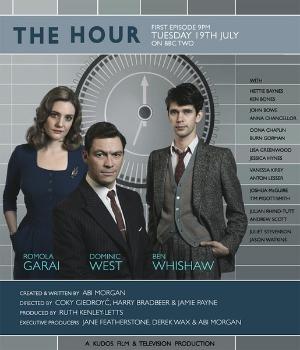 THE HOUR
FIRST EPISODE 9PM
TUESDAY 19TH JULY
ON BBC TWO
WITH
HETTIE BAYNES
KEN BONES
JOHN BOWE
ANNA CHANCELLOR
OONA CHAPLIN
BURN GORMAN
LISA GREENWOOD
JESSICA HYNES
VANESSA KIRBY
ANTON LESSER
JOSHUA McGUIRE
TIM PIGOTT-SMITH
JULIAN RHIND-TUTT
ANDREW SCOTT
JULIET STEVENSON
JASON WATKINS
ROMOLA
GARAI
DOMINIC
WEST
BEN
WHISHAW
CREATED & WRITTEN BY ABI MORGAN
DIRECTED BY COKY GIEDROYC, HARRY BRADBEER & JAMIE PAYNE
PRODUCED BY RUTH KENLEY-LETTS
EXECUTIVE PRODUCERS JANE FEATHERSTONE, DEREK WAX & ABI MORGAN
A KUDOS FILM & TELEVISION PRODUCTION